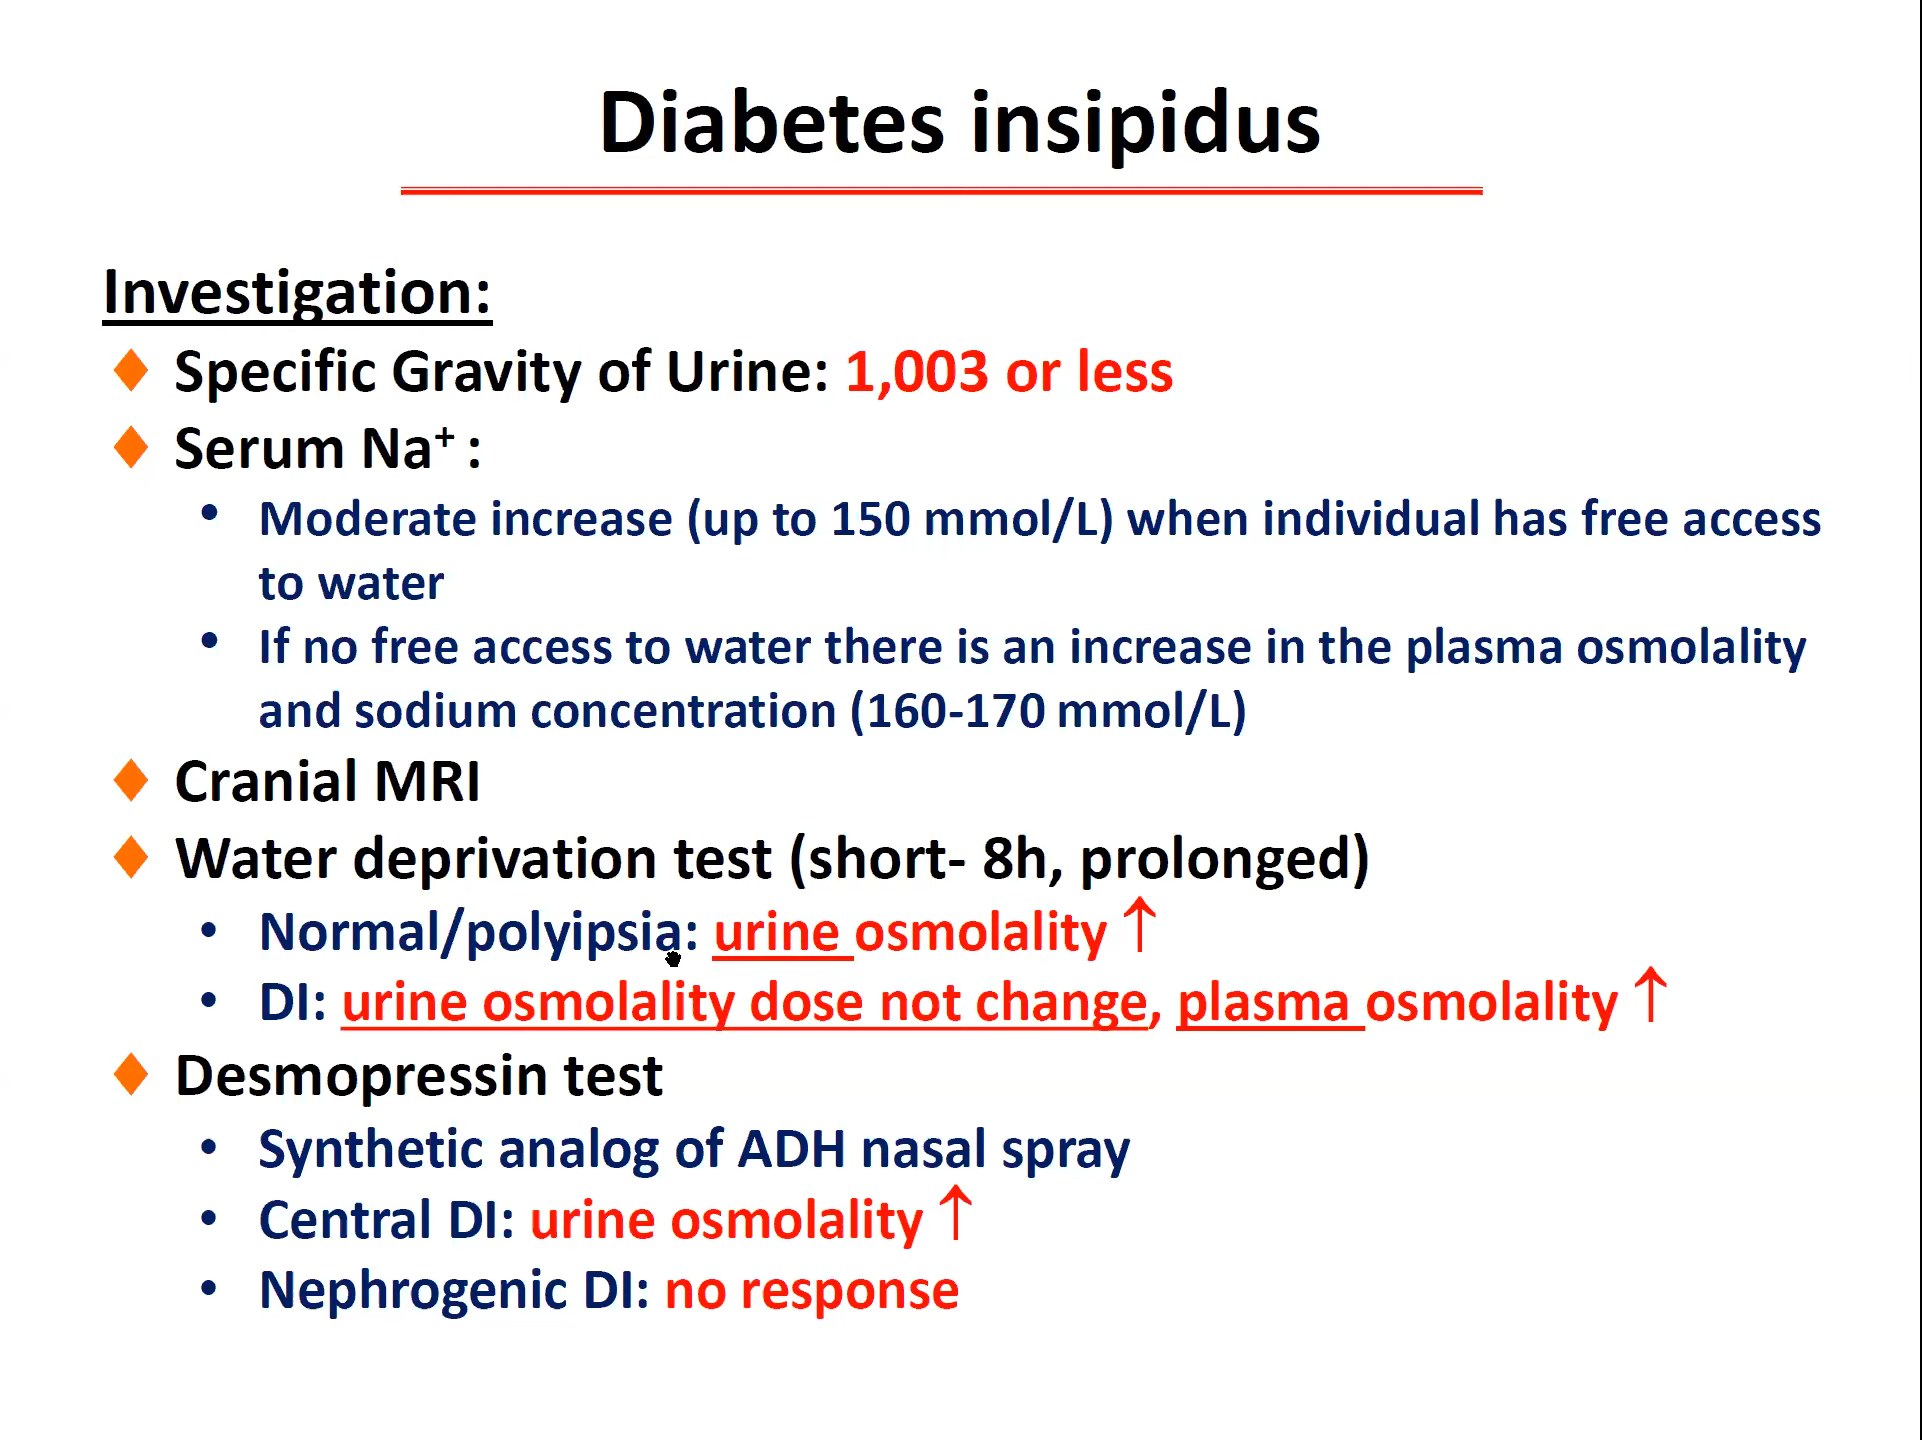 Diabetes insipidus
Investigation:
♦ Specific Gravity of Urine: 1,003 or less
♦ Serum Na⁺ :
• Moderate increase (up to 150 mmol/L) when individual has free access
to water
• If no free access to water there is an increase in the plasma osmolality
and sodium concentration (160-170 mmol/L)
♦ Cranial MRI
♦ Water deprivation test (short- 8h, prolonged)
• Normal/polyipsia: urine osmolality ↑
• DI: urine osmolality dose not change, plasma osmolality ↑
♦ Desmopressin test
• Synthetic analog of ADH nasal spray
• Central DI: urine osmolality ↑
• Nephrogenic DI: no response